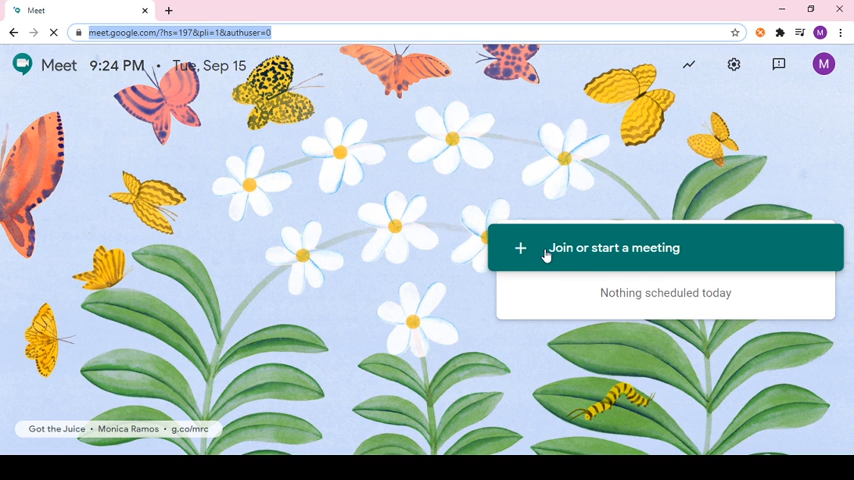 Meet
meet.google.com/?hs=197&pli=1&authuser=0
M
Meet 9:24 PM • Tue, Sep 15
M
+ Join or start a meeting
Nothing scheduled today
Got the Juice • Monica Ramos • g.co/mrc